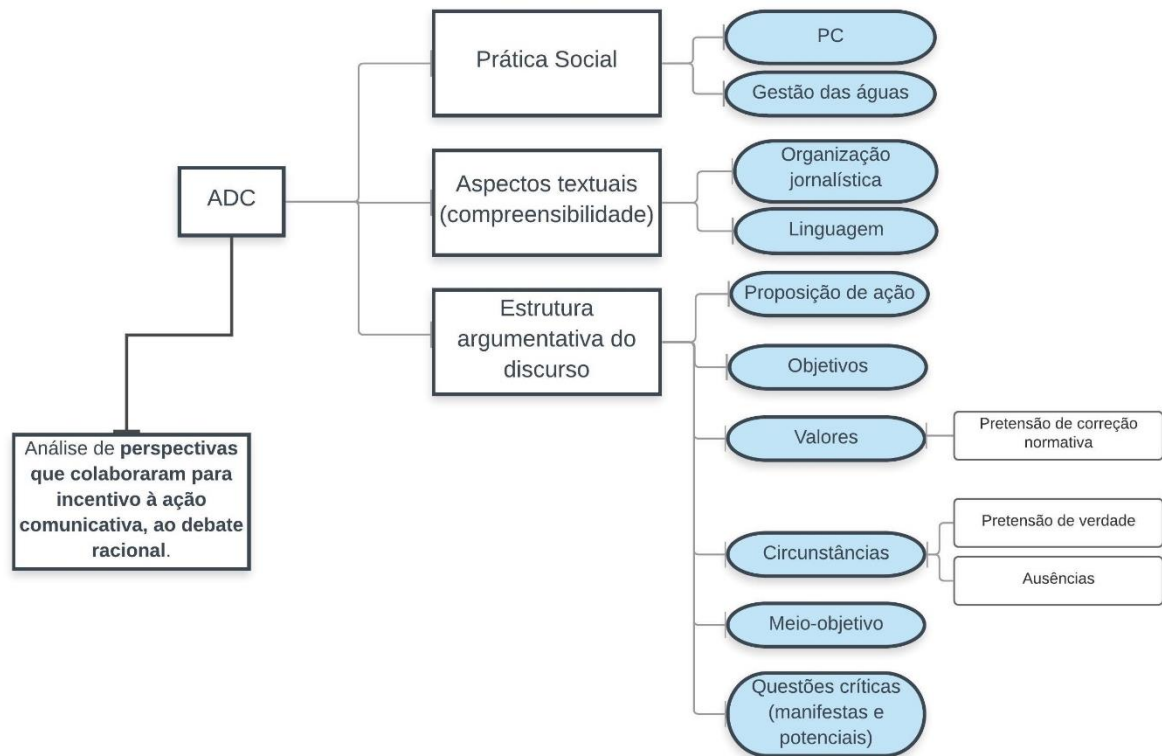 PC
Prática Social
Gestão das águas
Organização
jornalística
Aspectos textuais
(compreensibilidade)
ADC
Linguagem
Proposição de ação
Estrutura
argumentativa do
discurso
Objetivos
Valores
Pretensão de correção
normativa
Análise de perspectivas
que colaboraram para
incentivo à ação
comunicativa, ao debate
racional.
Pretensão de verdade
Circunstâncias
Ausências
Meio-objetivo
Questões críticas
(manifestas e
potenciais)